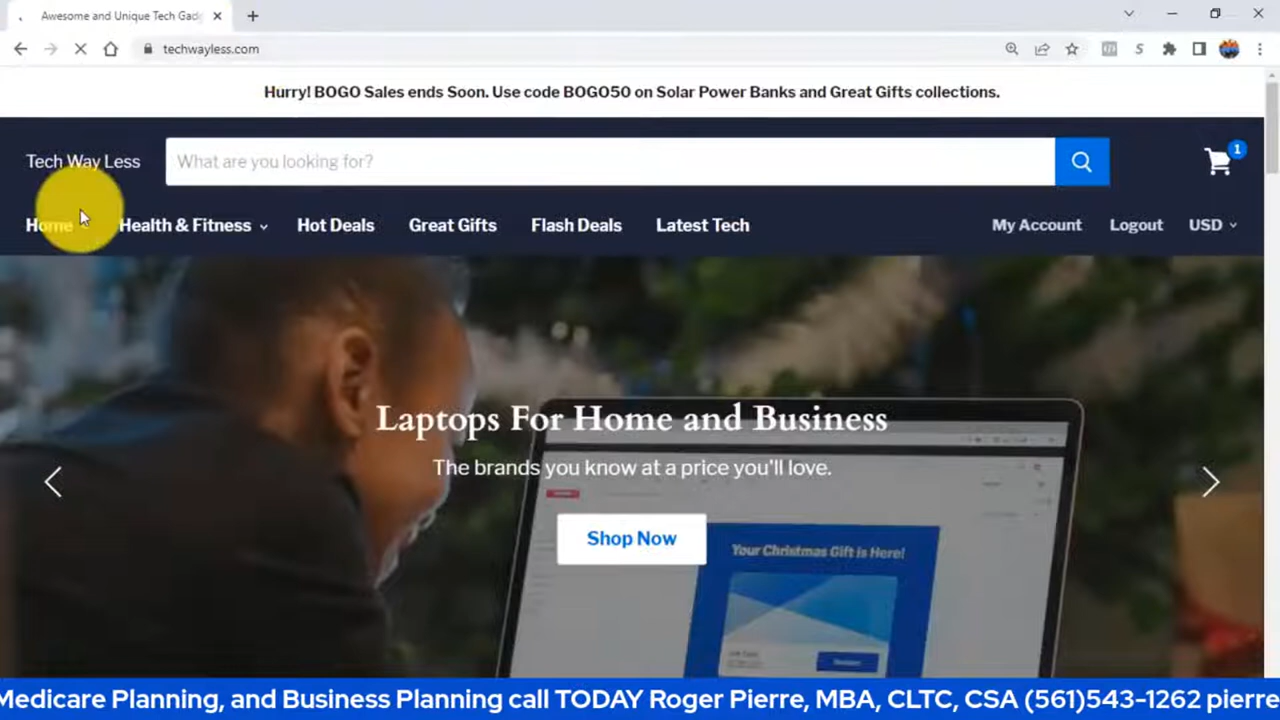 Awesome and Unique Tech Gad
techwayless.com
Hurry! BOGO Sales ends Soon. Use code BOGO50 on Solar Power Banks and Great Gifts collections.
Tech Way Less What are you looking for? 1
Home Health & Fitness Hot Deals Great Gifts Flash Deals Latest Tech My Account Logout USD
Laptops For Home and Business
The brands you know at a price you'll love.
Shop Now
Your Christmas Gift is Here!
Medicare Planning, and Business Planning call TODAY Roger Pierre, MBA, CLTC, CSA (561)543-1262 pierre